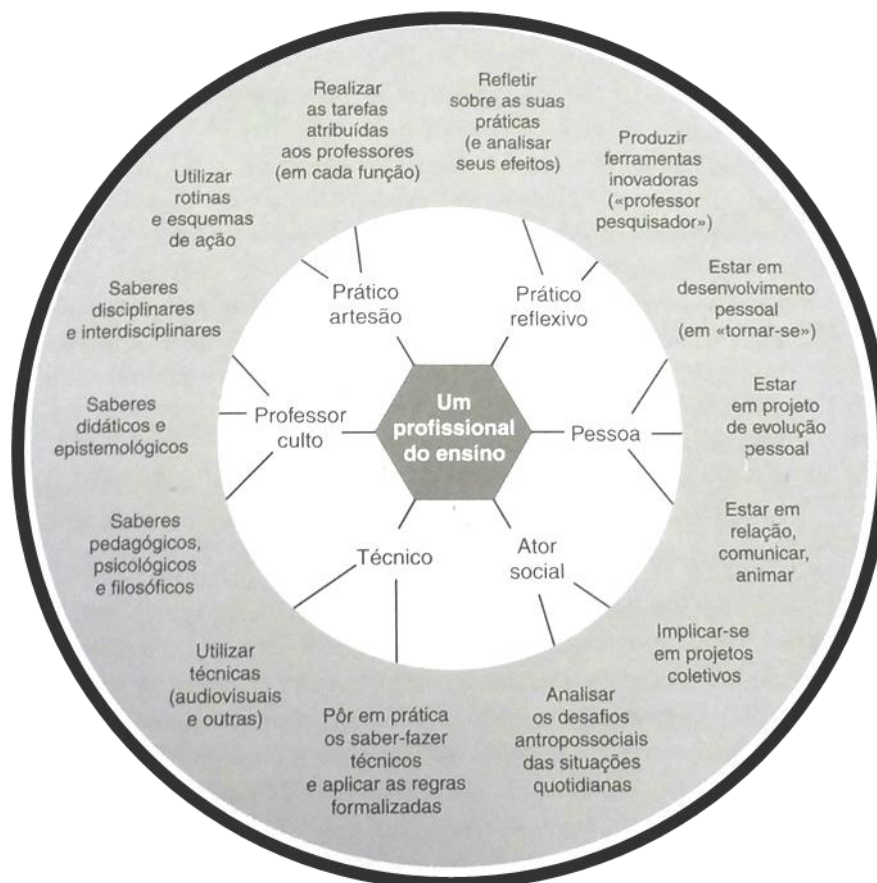 Realizar
as tarefas
atribuídas
aos professores
(em cada função)
Refletir
sobre as suas
práticas
(e analisar
seus efeitos)
Produzir
ferramentas
inovadoras
(«professor
pesquisador»)
Utilizar
rotinas
e esquemas
de ação
Estar em
desenvolvimento
pessoal
(em «tornar-se»)
Saberes
disciplinares
e interdisciplinares
Prático
artesão
Prático
reflexivo
Estar
em projeto
de evolução
pessoal
Saberes
didáticos e
epistemológicos
Professor
culto
Um
profissional
do ensino
Pessoa
Estar em
relação,
comunicar,
animar
Saberes
pedagógicos,
psicológicos
e filosóficos
Técnico
Ator
social
Implicar-se
em projetos
coletivos
Utilizar
técnicas
(audiovisuais
e outras)
Pôr em prática
os saber-fazer
técnicos
e aplicar as regras
formalizadas
Analisar
os desafios
antropossociais
das situações
quotidianas